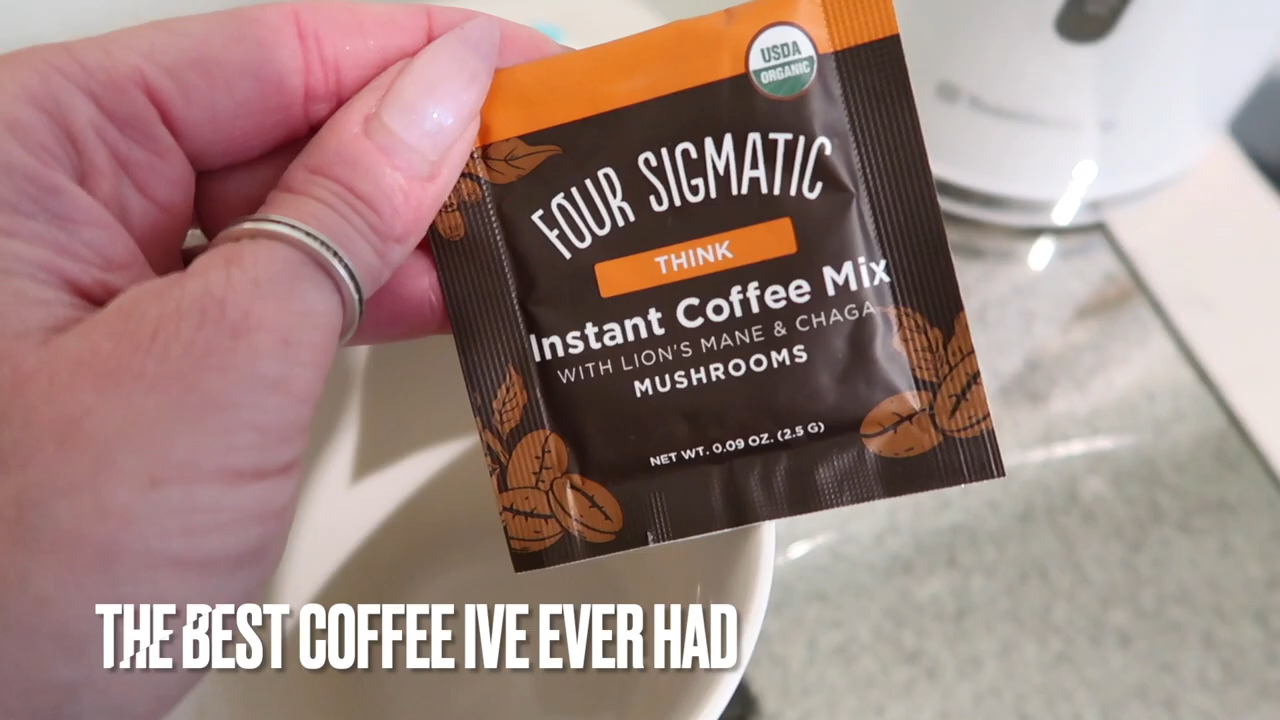 USDA
ORGANIC
FOUR SIGMATIC
THINK
Instant Coffee Mix
WITH LION'S MANE & CHAGA
MUSHROOMS
NET WT. 0.09 OZ. (2.5 G)
THE BEST COFFEE IVE EVER HAD